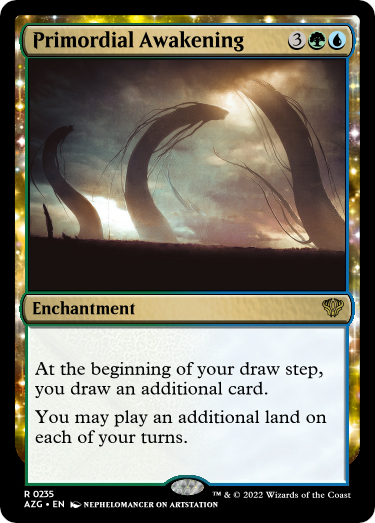 Primordial Awakening 3
Enchantment
At the beginning of your draw step,
you draw an additional card.
You may play an additional land on
each of your turns.
R 0235
AZG • EN NEPHELOMANCER ON ARTSTATION
™ & © 2022 Wizards of the Coast